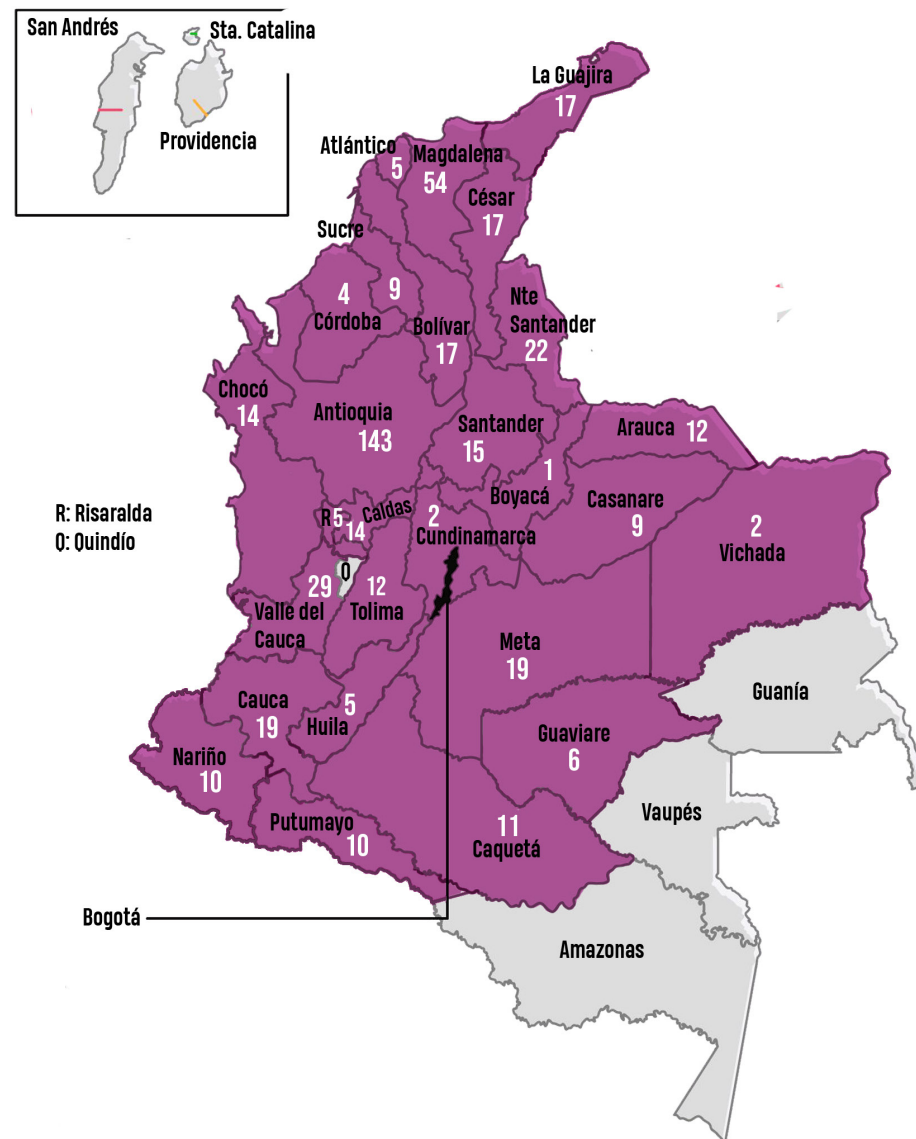 San Andrés
Sta. Catalina
Providencia
La Guajira
17
Atlántico
5
Magdalena
54
César
17
Sucre
9
4
Córdoba
Bolívar
17
Nte
Santander
22
Chocó
14
Antioquia
143
Santander
15
Arauca 12
1
Boyacá
Casanare
9
2
Vichada
R: Risaralda
Q: Quindío
R 5
14 Caldas
2
Cundinamarca
Q
29
Valle del
Cauca
12
Tolima
Meta
19
Guanía
Cauca
19
5
Huila
Guaviare
6
Nariño
10
Vaupés
Putumayo
10
11
Caquetá
Bogotá
Amazonas